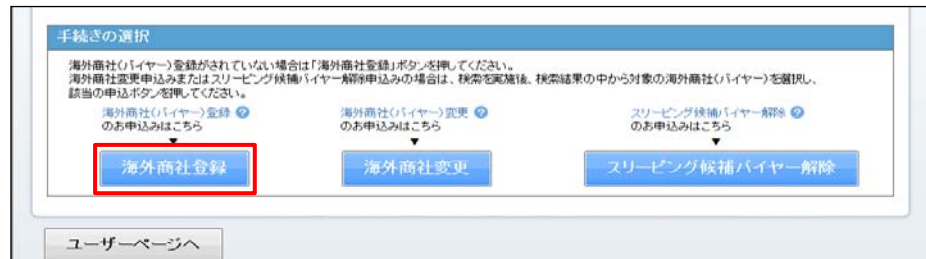 手続きの選択
海外商社(バイヤー)登録がされていない場合は「海外商社登録」ボタンを押してください。
海外商社変更申込みまたはスリーピング候補バイヤー解除申込みの場合は、検索を実施後、検索結果の中から対象の海外商社(バイヤー)を選択し、
該当の申込ボタンを押してください。
海外商社(バイヤー)登録 ?
のお申込みはこちら
▼
海外商社登録
海外商社(バイヤー)変更 ?
のお申込みはこちら
▼
海外商社変更
スリーピング候補バイヤー解除 ?
のお申込みはこちら
▼
スリーピング候補バイヤー解除
ユーザーページへ